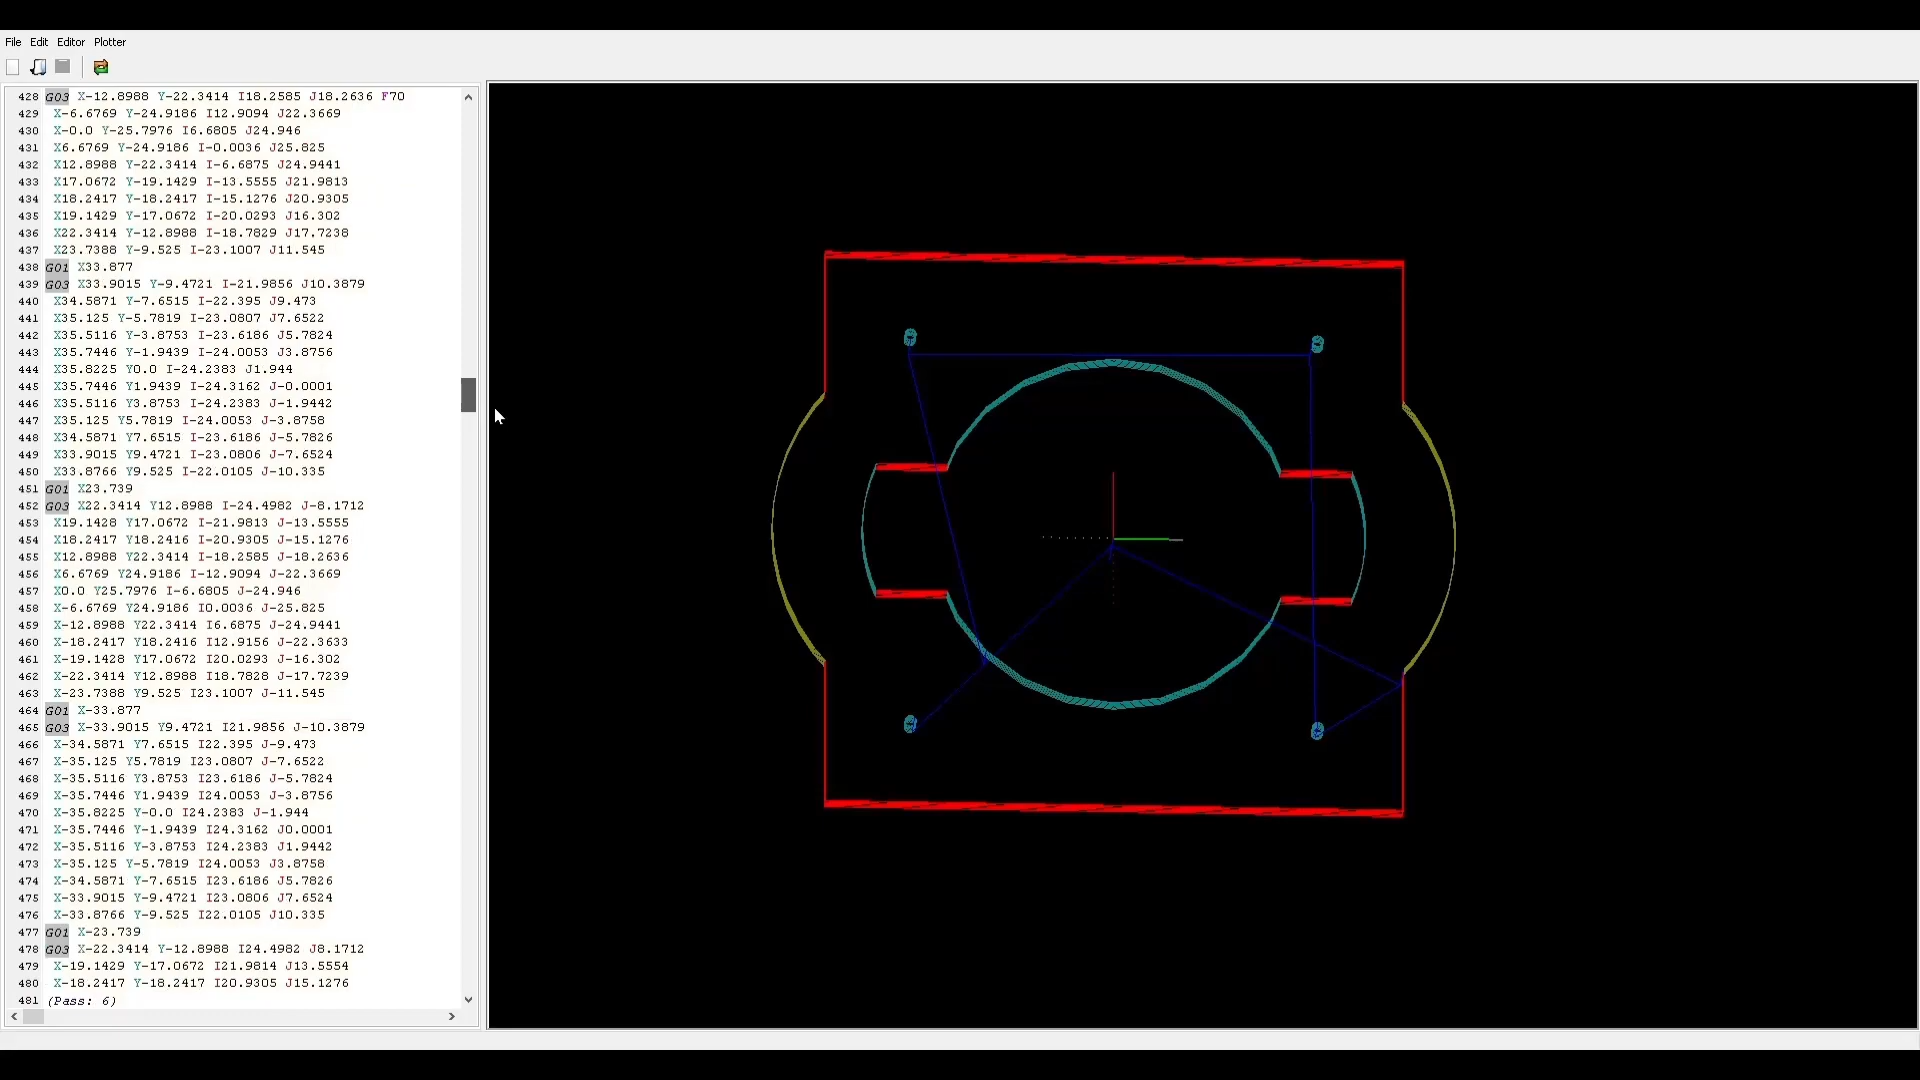 File Edit Editor Plotter
428 G03 X-12.8988 Y-22.3414 I18.2585 J18.2636 F70
429 X-6.6769 Y-24.9186 I12.9094 J22.3669
430 X-0.0 Y-25.7976 I6.6805 J24.946
431 X6.6769 Y-24.9186 I-0.0036 J25.825
432 X12.8988 Y-22.3414 I-6.6875 J24.9441
433 X17.0672 Y-19.1429 I-13.5555 J21.9813
434 X18.2417 Y-18.2417 I-15.1276 J20.9305
435 X19.1429 Y-17.0672 I-20.0293 J16.302
436 X22.3414 Y-12.8988 I-18.7829 J17.7238
437 X23.7388 Y-9.525 I-23.1007 J11.545
438 G01 X33.877
439 G03 X33.9015 Y-9.4721 I-21.9856 J10.3879
440 X34.5871 Y-7.6515 I-22.395 J9.473
441 X35.125 Y-5.7819 I-23.0807 J7.6522
442 X35.5116 Y-3.8753 I-23.6186 J5.7824
443 X35.7446 Y-1.9439 I-24.0053 J3.8756
444 X35.8225 Y0.0 I-24.2383 J1.944
445 X35.7446 Y1.9439 I-24.3162 J-0.0001
446 X35.5116 Y3.8753 I-24.2383 J-1.9442
447 X35.125 Y5.7819 I-24.0053 J-3.8758
448 X34.5871 Y7.6515 I-23.6186 J-5.7826
449 X33.9015 Y9.4721 I-23.0806 J-7.6524
450 X33.8766 Y9.525 I-22.0105 J-10.335
451 G01 X23.739
452 G03 X22.3414 Y12.8988 I-24.4982 J-8.1712
453 X19.1428 Y17.0672 I-21.9813 J-13.5555
454 X18.2417 Y18.2416 I-20.9305 J-15.1276
455 X12.8988 Y22.3414 I-18.2585 J-18.2636
456 X6.6769 Y24.9186 I-12.9094 J-22.3669
457 X0.0 Y25.7976 I-6.6805 J-24.946
458 X-6.6769 Y24.9186 I0.0036 J-25.825
459 X-12.8988 Y22.3414 I6.6875 J-24.9441
460 X-18.2417 Y18.2416 I12.9156 J-22.3633
461 X-19.1428 Y17.0672 I20.0293 J-16.302
462 X-22.3414 Y12.8988 I18.7828 J-17.7239
463 X-23.7388 Y9.525 I23.1007 J-11.545
464 G01 X-33.877
465 G03 X-33.9015 Y9.4721 I21.9856 J-10.3879
466 X-34.5871 Y7.6515 I22.395 J-9.473
467 X-35.125 Y5.7819 I23.0807 J-7.6522
468 X-35.5116 Y3.8753 I23.6186 J-5.7824
469 X-35.7446 Y1.9439 I24.0053 J-3.8756
470 X-35.8225 Y-0.0 I24.2383 J-1.944
471 X-35.7446 Y-1.9439 I24.3162 J0.0001
472 X-35.5116 Y-3.8753 I24.2383 J1.9442
473 X-35.125 Y-5.7819 I24.0053 J3.8758
474 X-34.5871 Y-7.6515 I23.6186 J5.7826
475 X-33.9015 Y-9.4721 I23.0806 J7.6524
476 X-33.8766 Y-9.525 I22.0105 J10.335
477 G01 X-23.739
478 G03 X-22.3414 Y-12.8988 I24.4982 J8.1712
479 X-19.1429 Y-17.0672 I21.9814 J13.5554
480 X-18.2417 Y-18.2417 I20.9305 J15.1276
481 (Pass: 6)